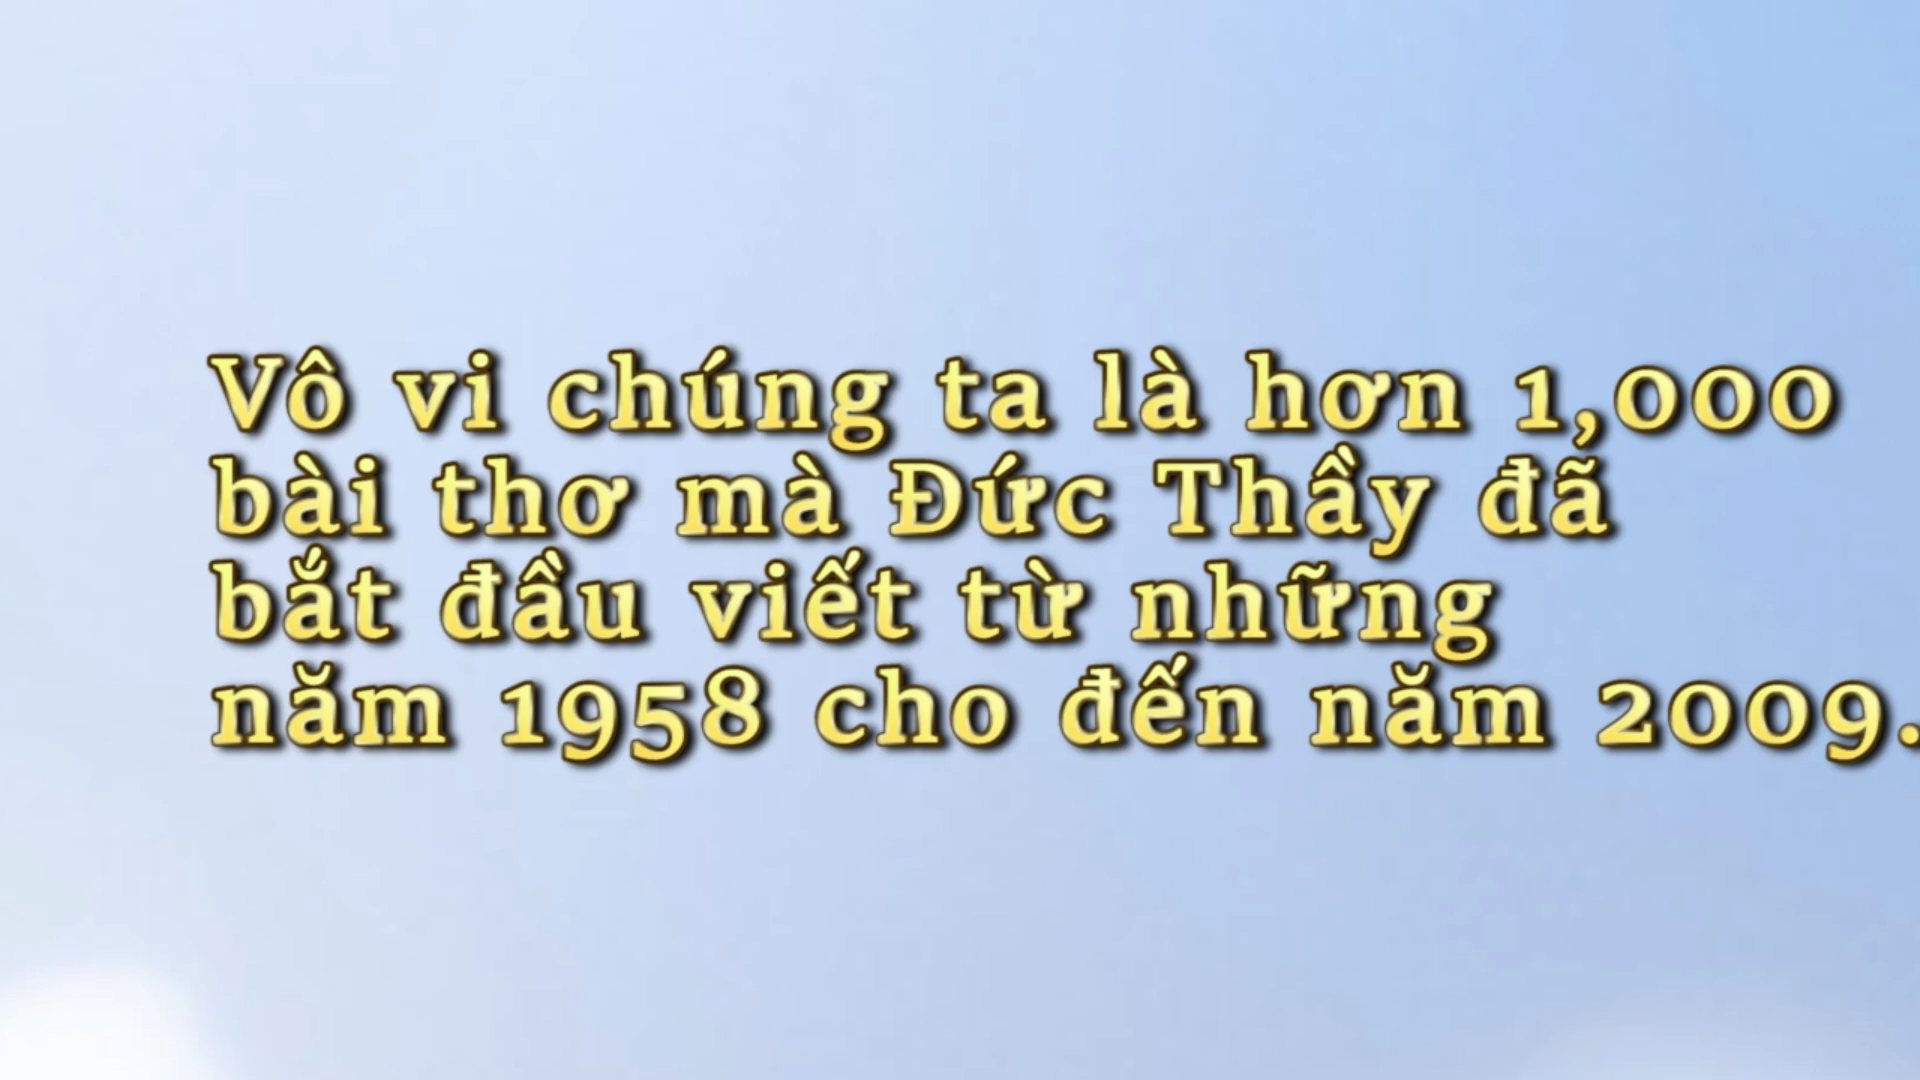 Vô vi chúng ta là hơn 1,000
bài thơ mà Đức Thầy đã
bắt đầu viết từ những
năm 1958 cho đến năm 2009.